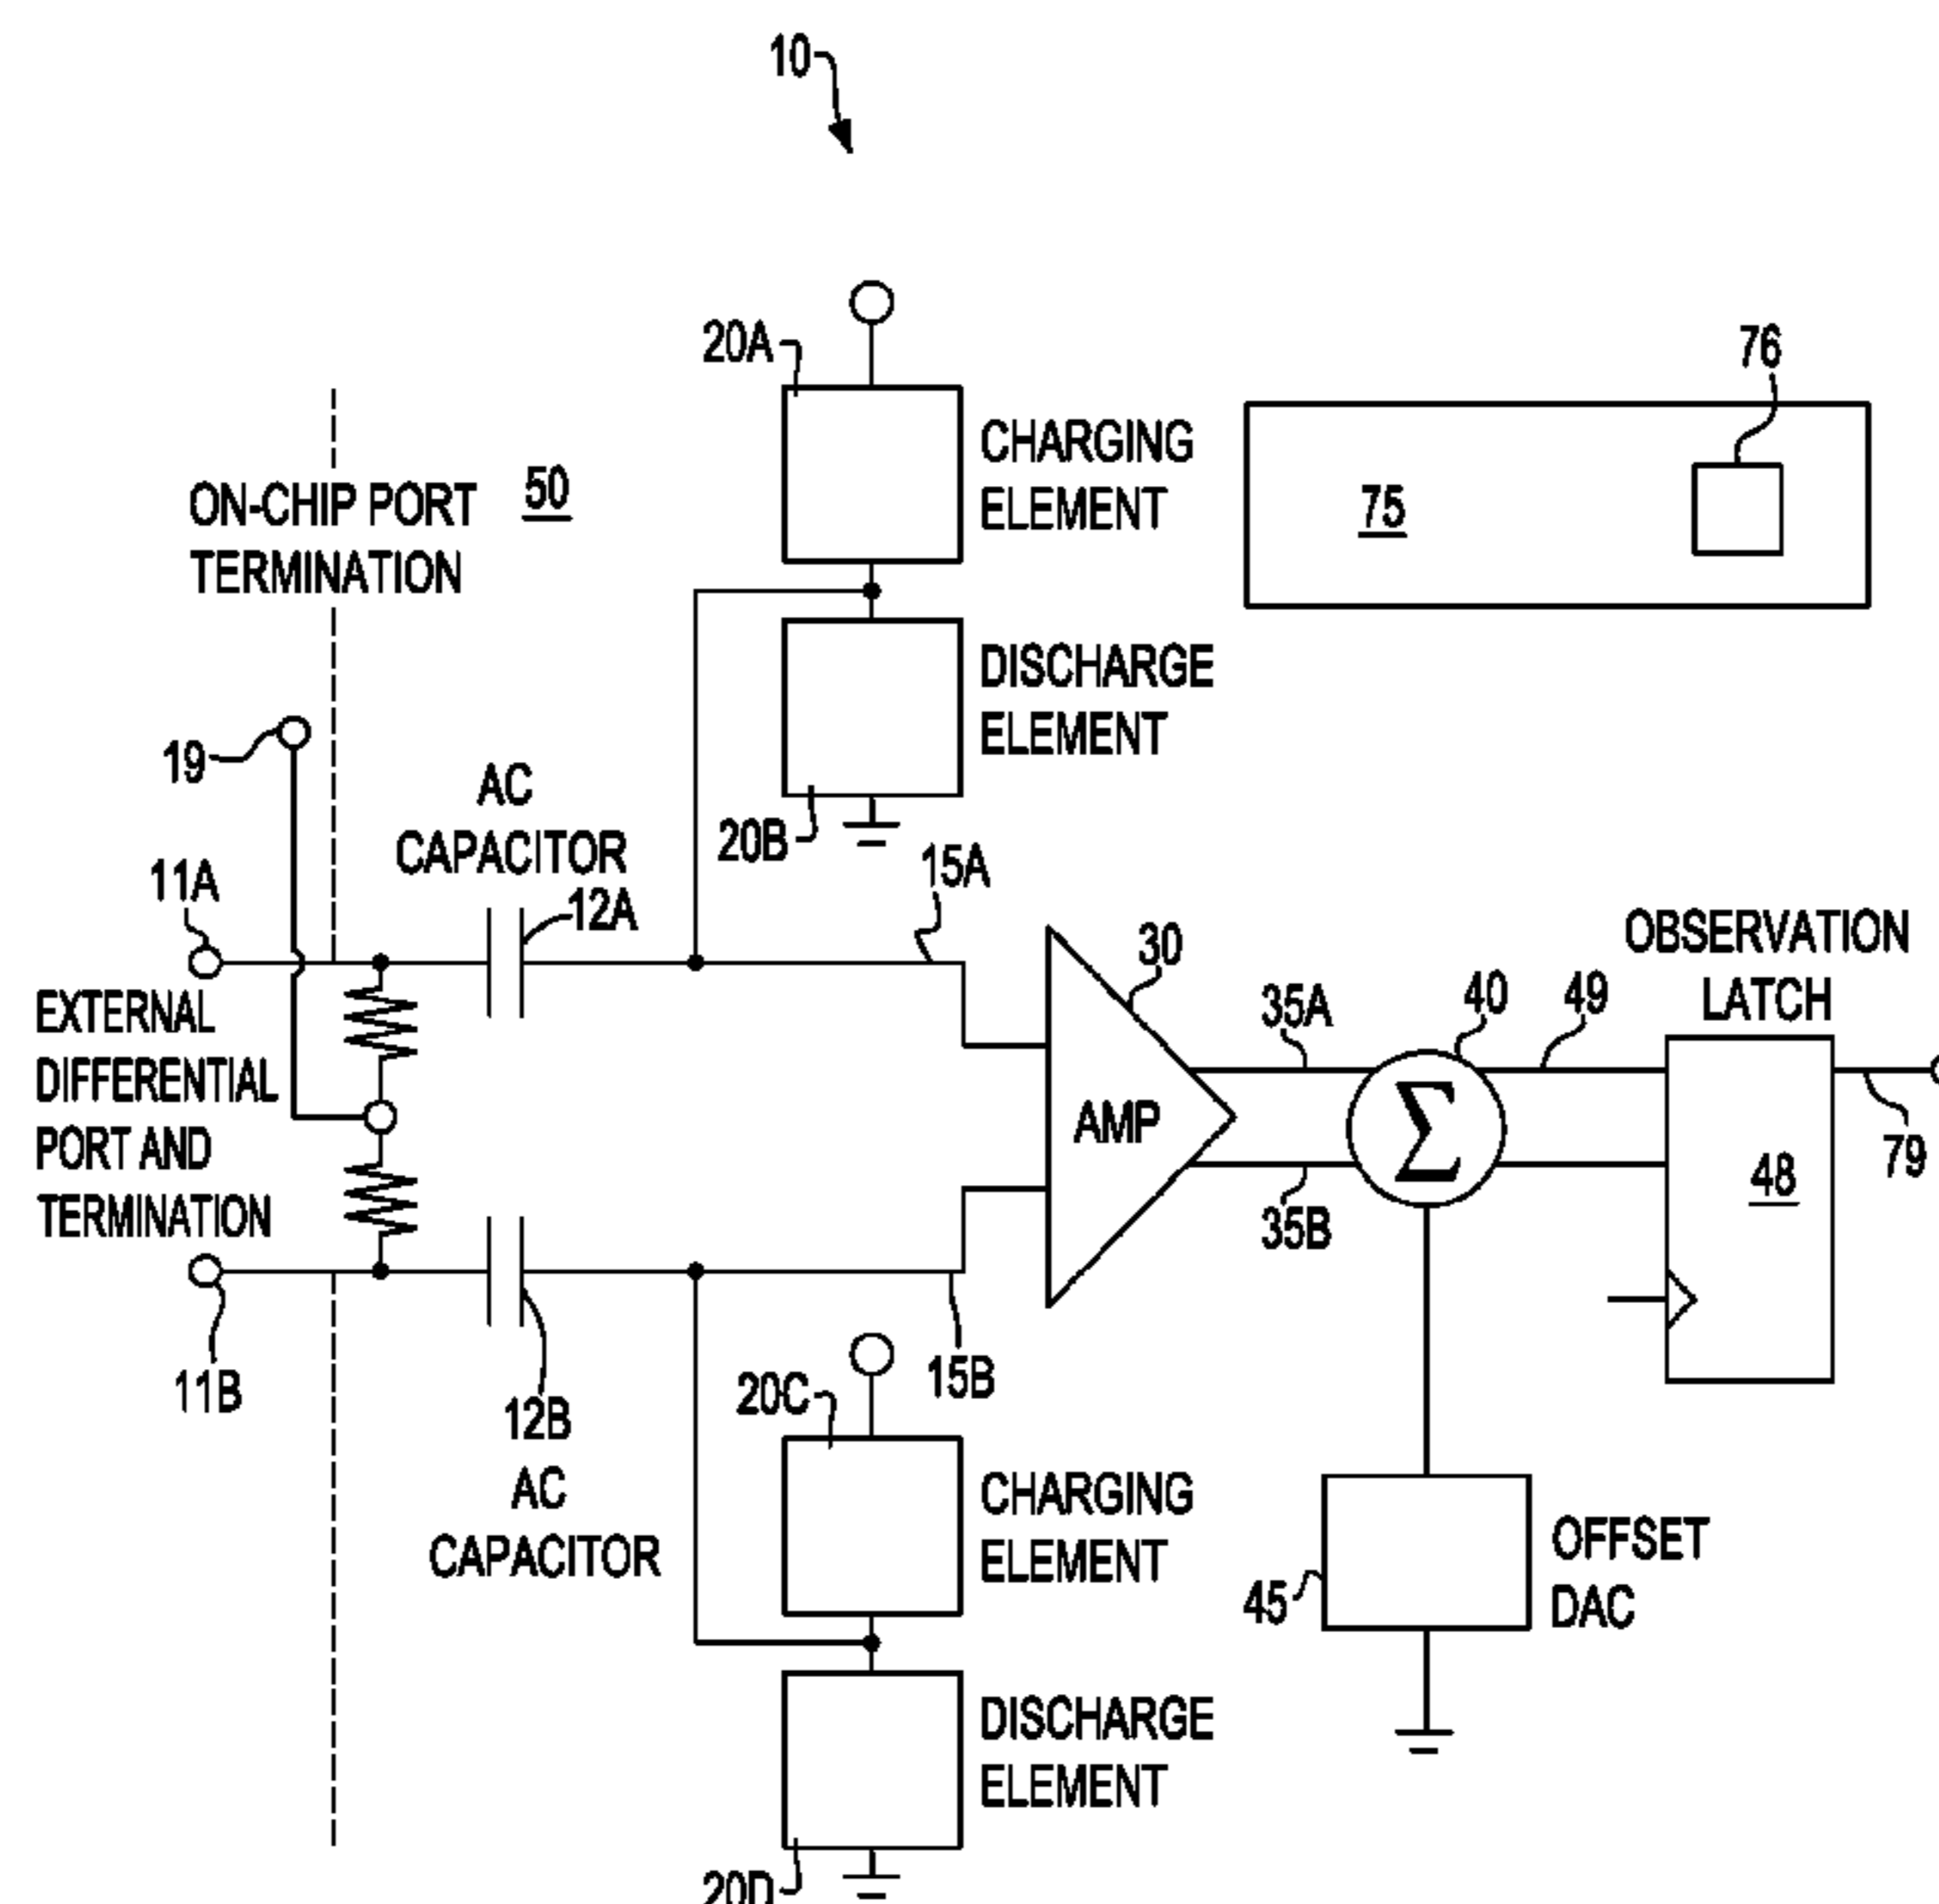 10
20A
CHARGING
ELEMENT
76
75
ON-CHIP PORT
TERMINATION
50
DISCHARGE
ELEMENT
20B
19
AC
CAPACITOR
12A
11A
15A
30
AMP
EXTERNAL
DIFFERENTIAL
PORT AND
TERMINATION
35A
35B
40
Σ
49
OBSERVATION
LATCH
48
79
11B
12B
AC
CAPACITOR
15B
20C
CHARGING
ELEMENT
45
OFFSET
DAC
DISCHARGE
ELEMENT
20D